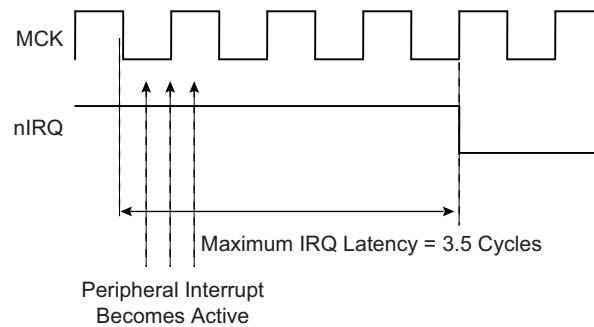 MCK
nIRQ
Maximum IRQ Latency = 3.5 Cycles
Peripheral Interrupt
Becomes Active